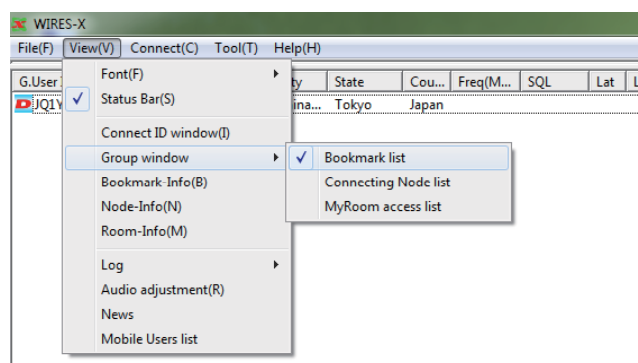 WIRES-X
File(F) View(V) Connect(C) Tool(T) Help(H)
G.User ty State Cou... Freq(M... SQL Lat L
JQ1Y ina... Tokyo Japan
Font(F)
Status Bar(S)
Connect ID window(I)
Group window
Bookmark-Info(B)
Node-Info(N)
Room-Info(M)
Log
Audio adjustment(R)
News
Mobile Users list
Bookmark list
Connecting Node list
MyRoom access list